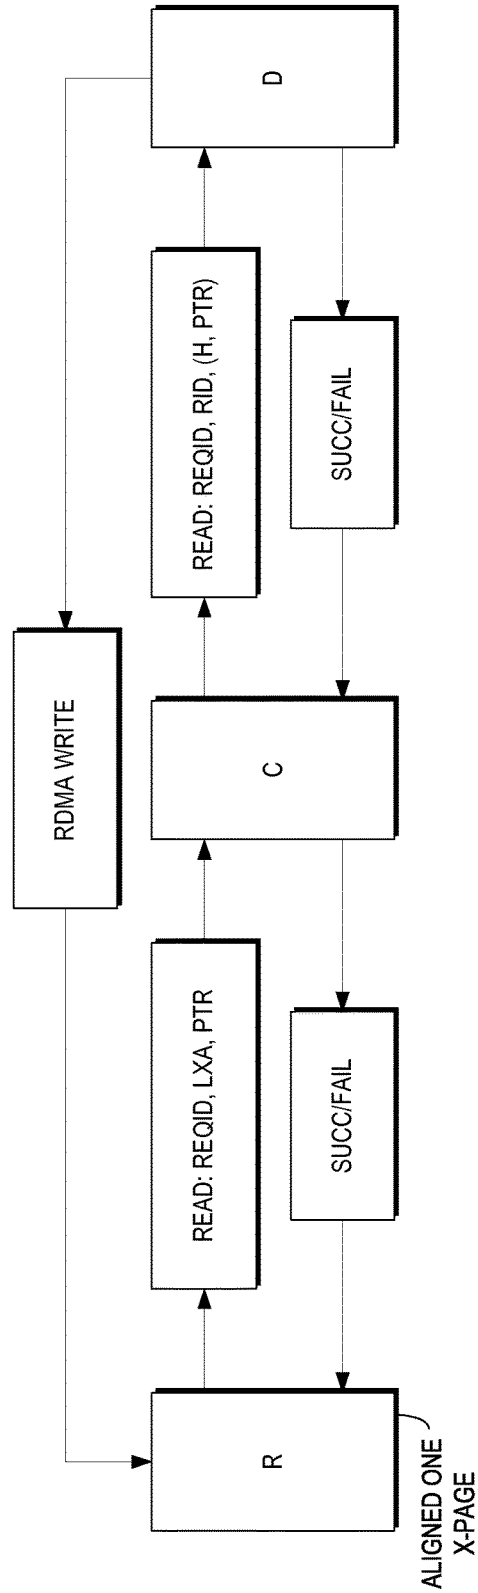 RDMA WRITE
R
READ: REQID, LXA, PTR
C
READ: REQID, RID, (H, PTR)
D
SUCC/FAIL
SUCC/FAIL
ALIGNED ONE
X-PAGE